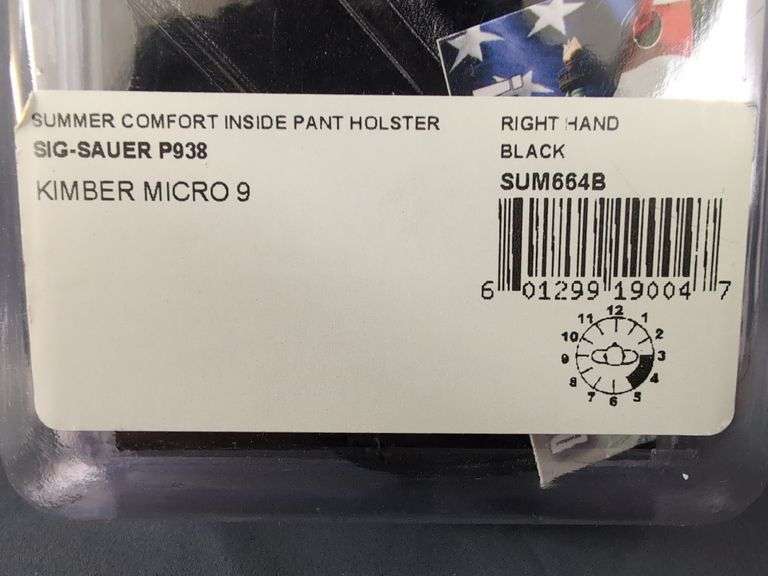 SUMMER COMFORT INSIDE PANT HOLSTER
SIG-SAUER P938
KIMBER MICRO 9
RIGHT HAND
BLACK
SUM664B
6 01299 19004 7
12
11 1
10 2
9 3
8 4
7 6 5